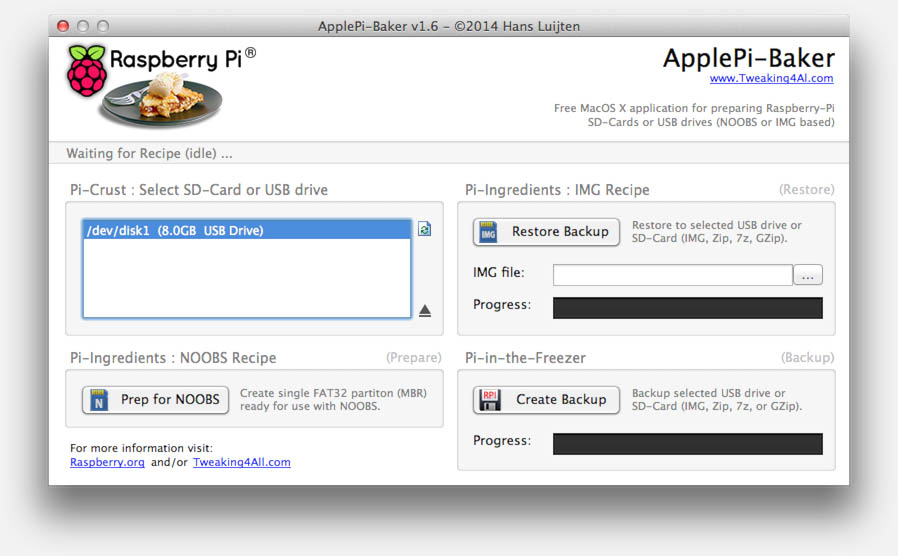 ApplePi-Baker v1.6 - ©2014 Hans Luijten
Raspberry Pi®
ApplePi-Baker
www.Tweaking4Al.com
Free MacOS X application for preparing Raspberry-Pi
SD-Cards or USB drives (NOOBS or IMG based)
Waiting for Recipe (idle) ...
Pi-Crust : Select SD-Card or USB drive
/dev/disk1 (8.0GB USB Drive)
Pi-Ingredients : IMG Recipe (Restore)
IMG
Restore Backup
Restore to selected USB drive or
SD-Card (IMG, Zip, 7z, GZip).
IMG file:
...
Progress:
Pi-Ingredients : NOOBS Recipe (Prepare)
N
Prep for NOOBS
Create single FAT32 partiton (MBR)
ready for use with NOOBS.
Pi-in-the-Freezer (Backup)
RPI
Create Backup
Backup selected USB drive or
SD-Card (IMG, Zip, 7z, or GZip).
Progress:
For more information visit:
Raspberry.org and/or Tweaking4All.com